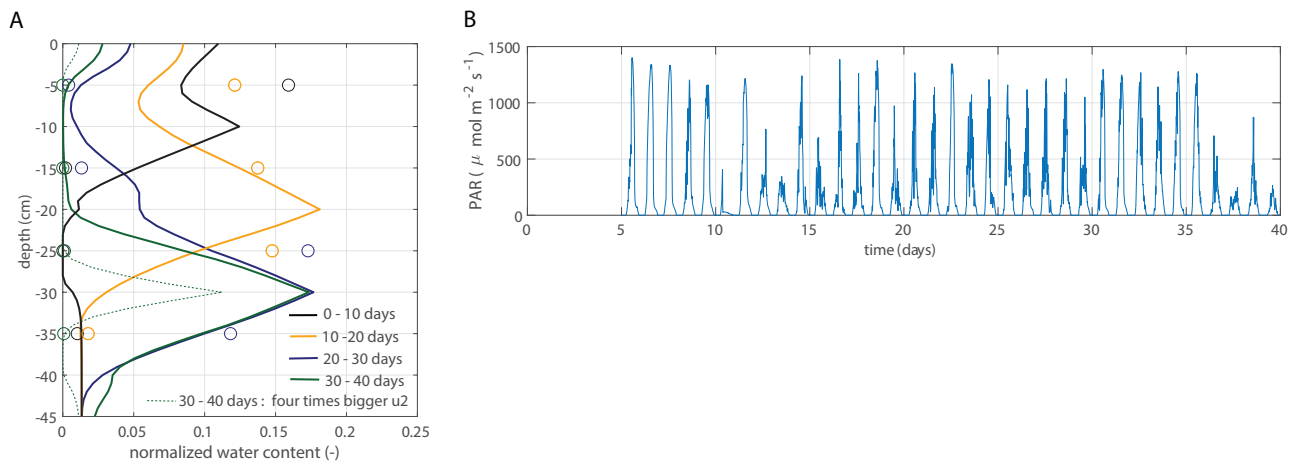 A
0
-5
-10
-15
-20
-25
-30
-35
-40
-45
depth (cm)
0 - 10 days
10 -20 days
20 - 30 days
30 - 40 days
30 - 40 days : four times bigger u2
0 0.05 0.1 0.15 0.2 0.25
normalized water content (-)
B
1500
1000
500
0
PAR ( μ mol m-2 s-1)
0 5 10 15 20 25 30 35 40
time (days)